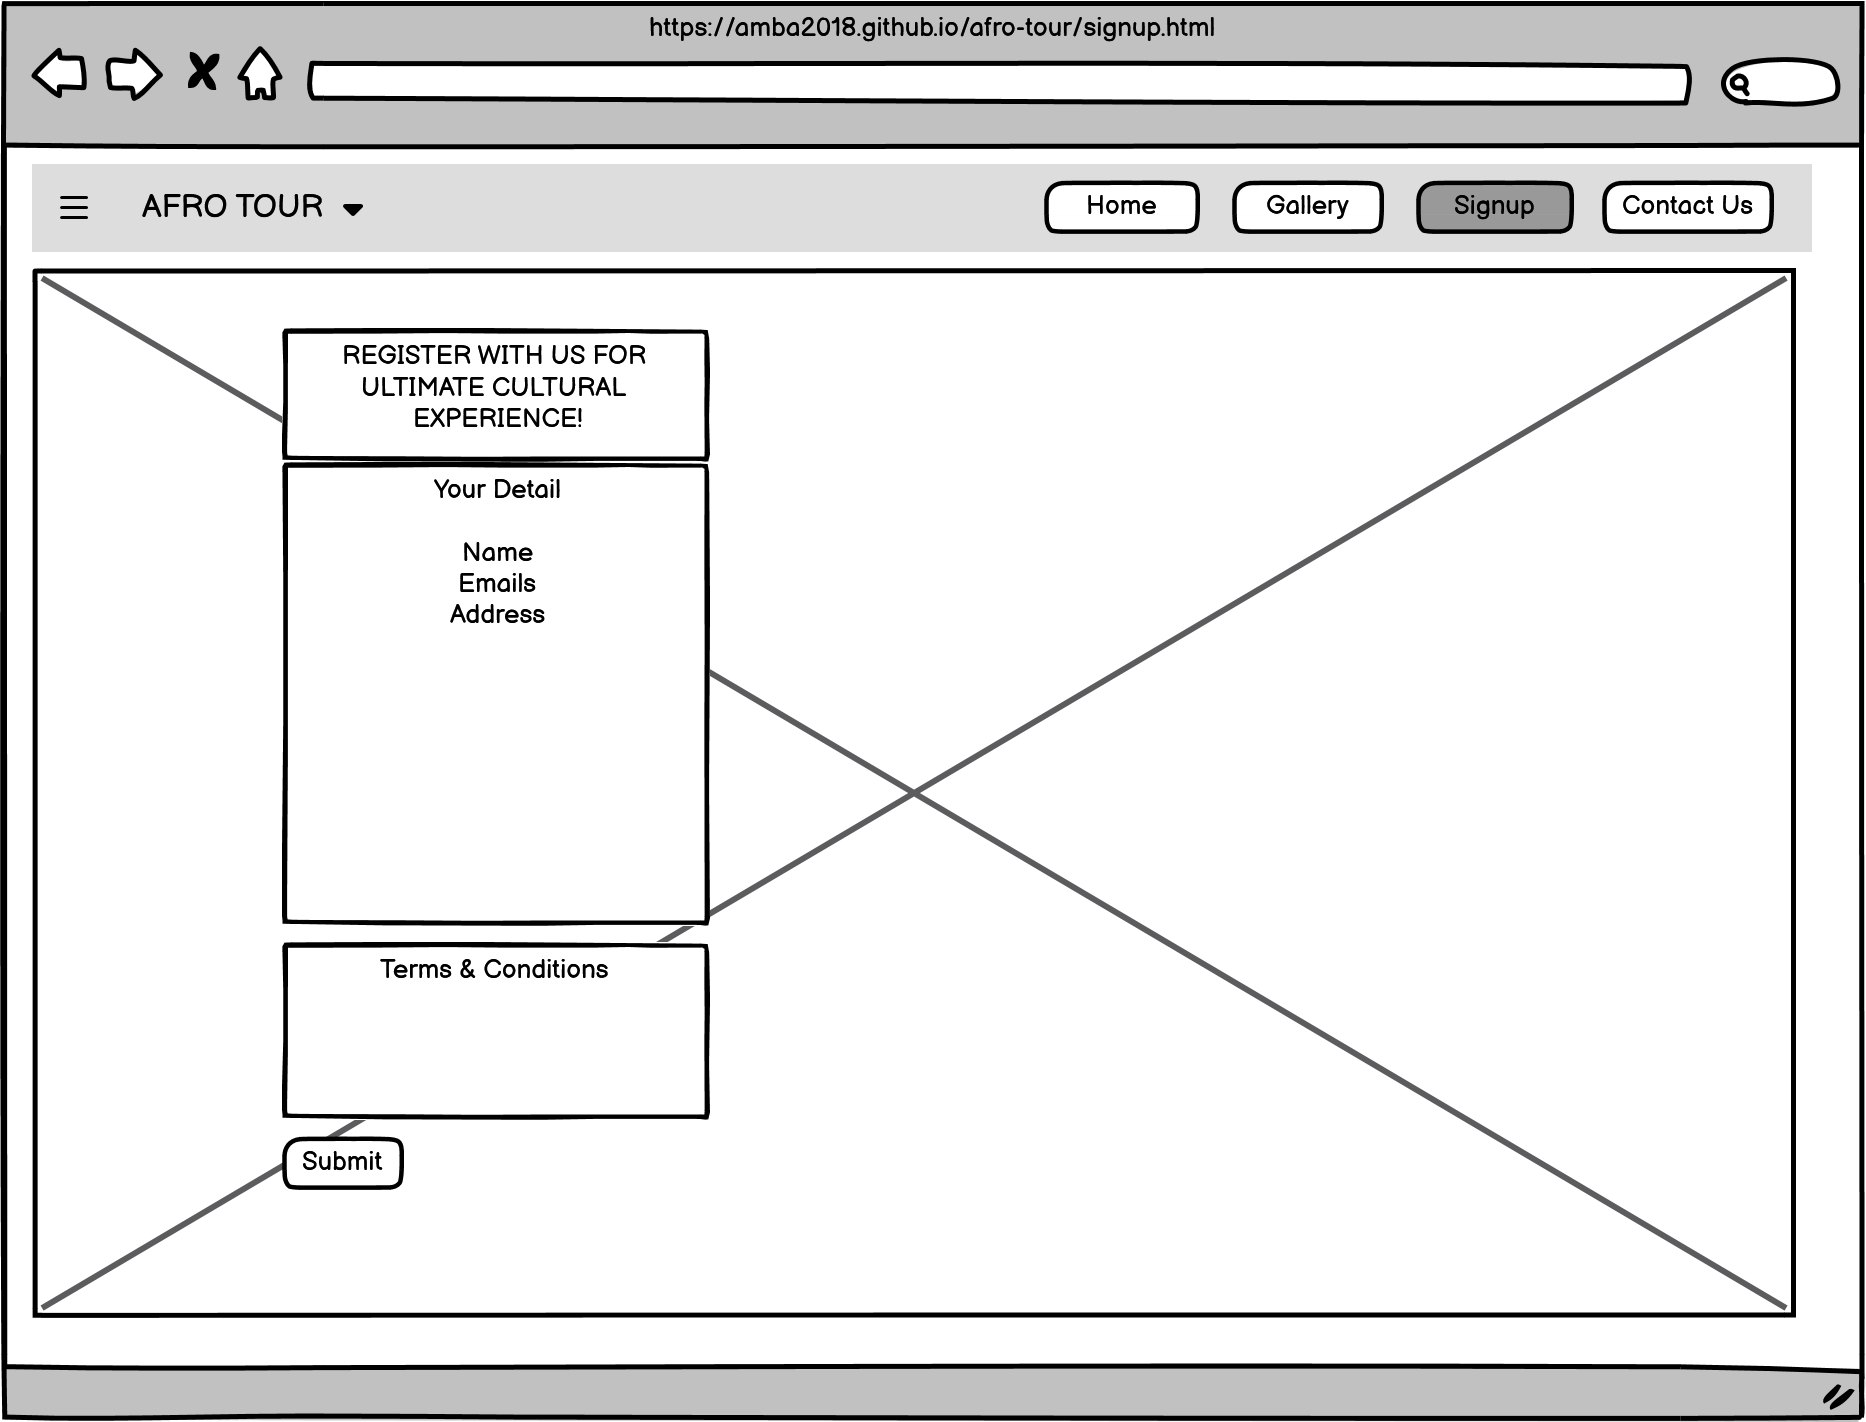 https://amba2018.github.io/afro-tour/signup.html
AFRO TOUR
Home
Gallery
Signup
Contact Us
REGISTER WITH US FOR
ULTIMATE CULTURAL
EXPERIENCE!
Your Detail
Name
Emails
Address
Terms & Conditions
Submit